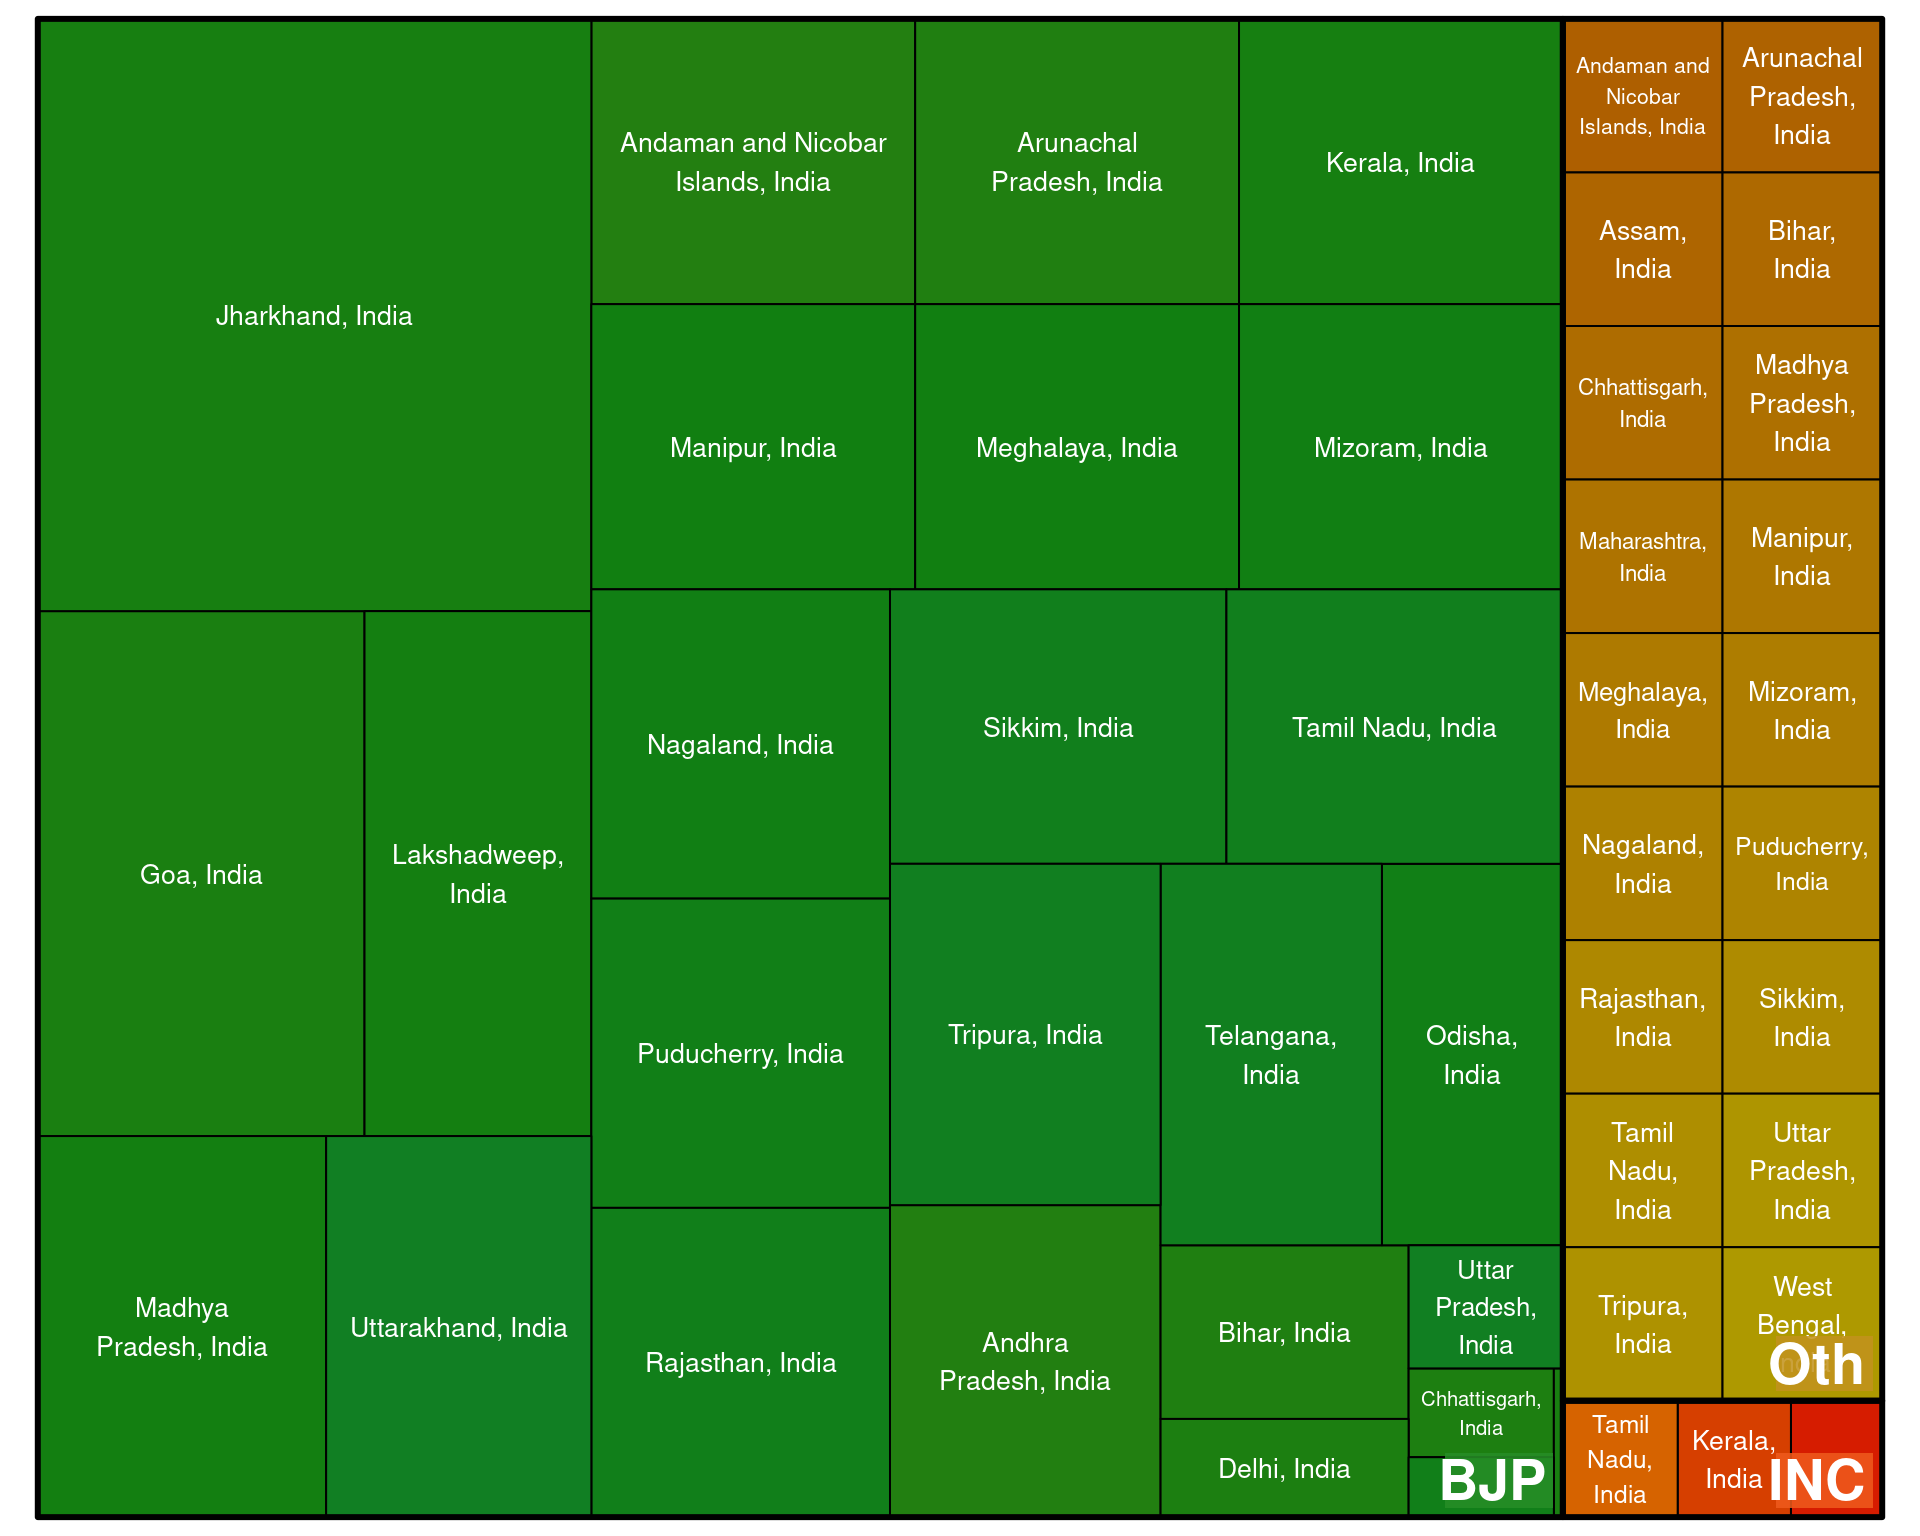 Jharkhand, India
Andaman and Nicobar
Islands, India
Arunachal
Pradesh, India
Kerala, India
Manipur, India
Meghalaya, India
Mizoram, India
Goa, India
Lakshadweep,
India
Nagaland, India
Sikkim, India
Tamil Nadu, India
Puducherry, India
Tripura, India
Telangana,
India
Odisha,
India
Madhya
Pradesh, India
Uttarakhand, India
Rajasthan, India
Andhra
Pradesh, India
Bihar, India
Uttar
Pradesh,
India
Chhattisgarh,
India
Delhi, India
BJP
Andaman and
Nicobar
Islands, India
Arunachal
Pradesh,
India
Assam,
India
Bihar,
India
Chhattisgarh,
India
Madhya
Pradesh,
India
Maharashtra,
India
Manipur,
India
Meghalaya,
India
Mizoram,
India
Nagaland,
India
Puducherry,
India
Rajasthan,
India
Sikkim,
India
Tamil
Nadu,
India
Uttar
Pradesh,
India
Tripura,
India
West
Bengal,
Oth
Tamil
Nadu,
India
Kerala,
India
INC